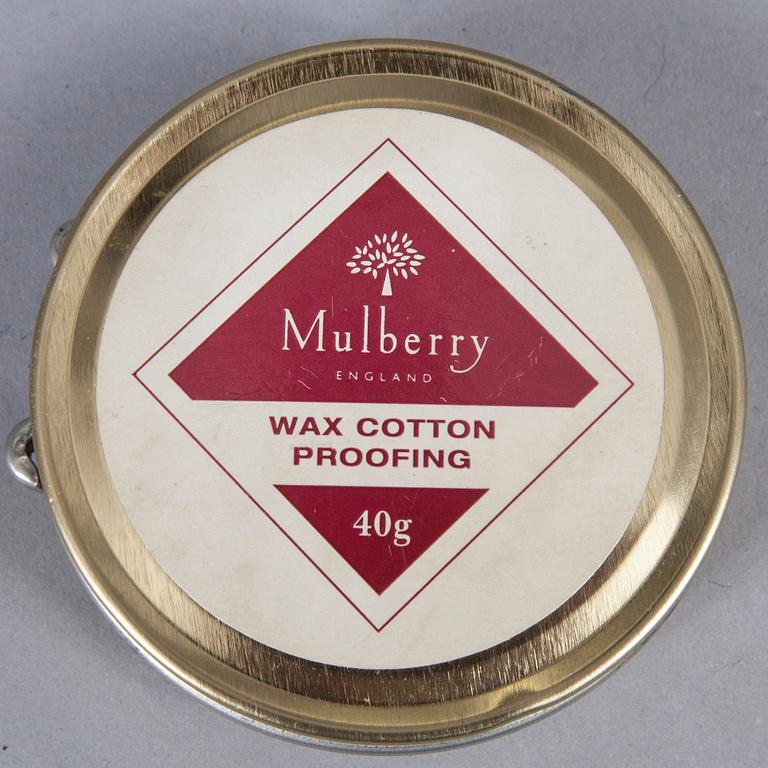 Mulberry
ENGLAND
WAX COTTON
PROOFING
40g